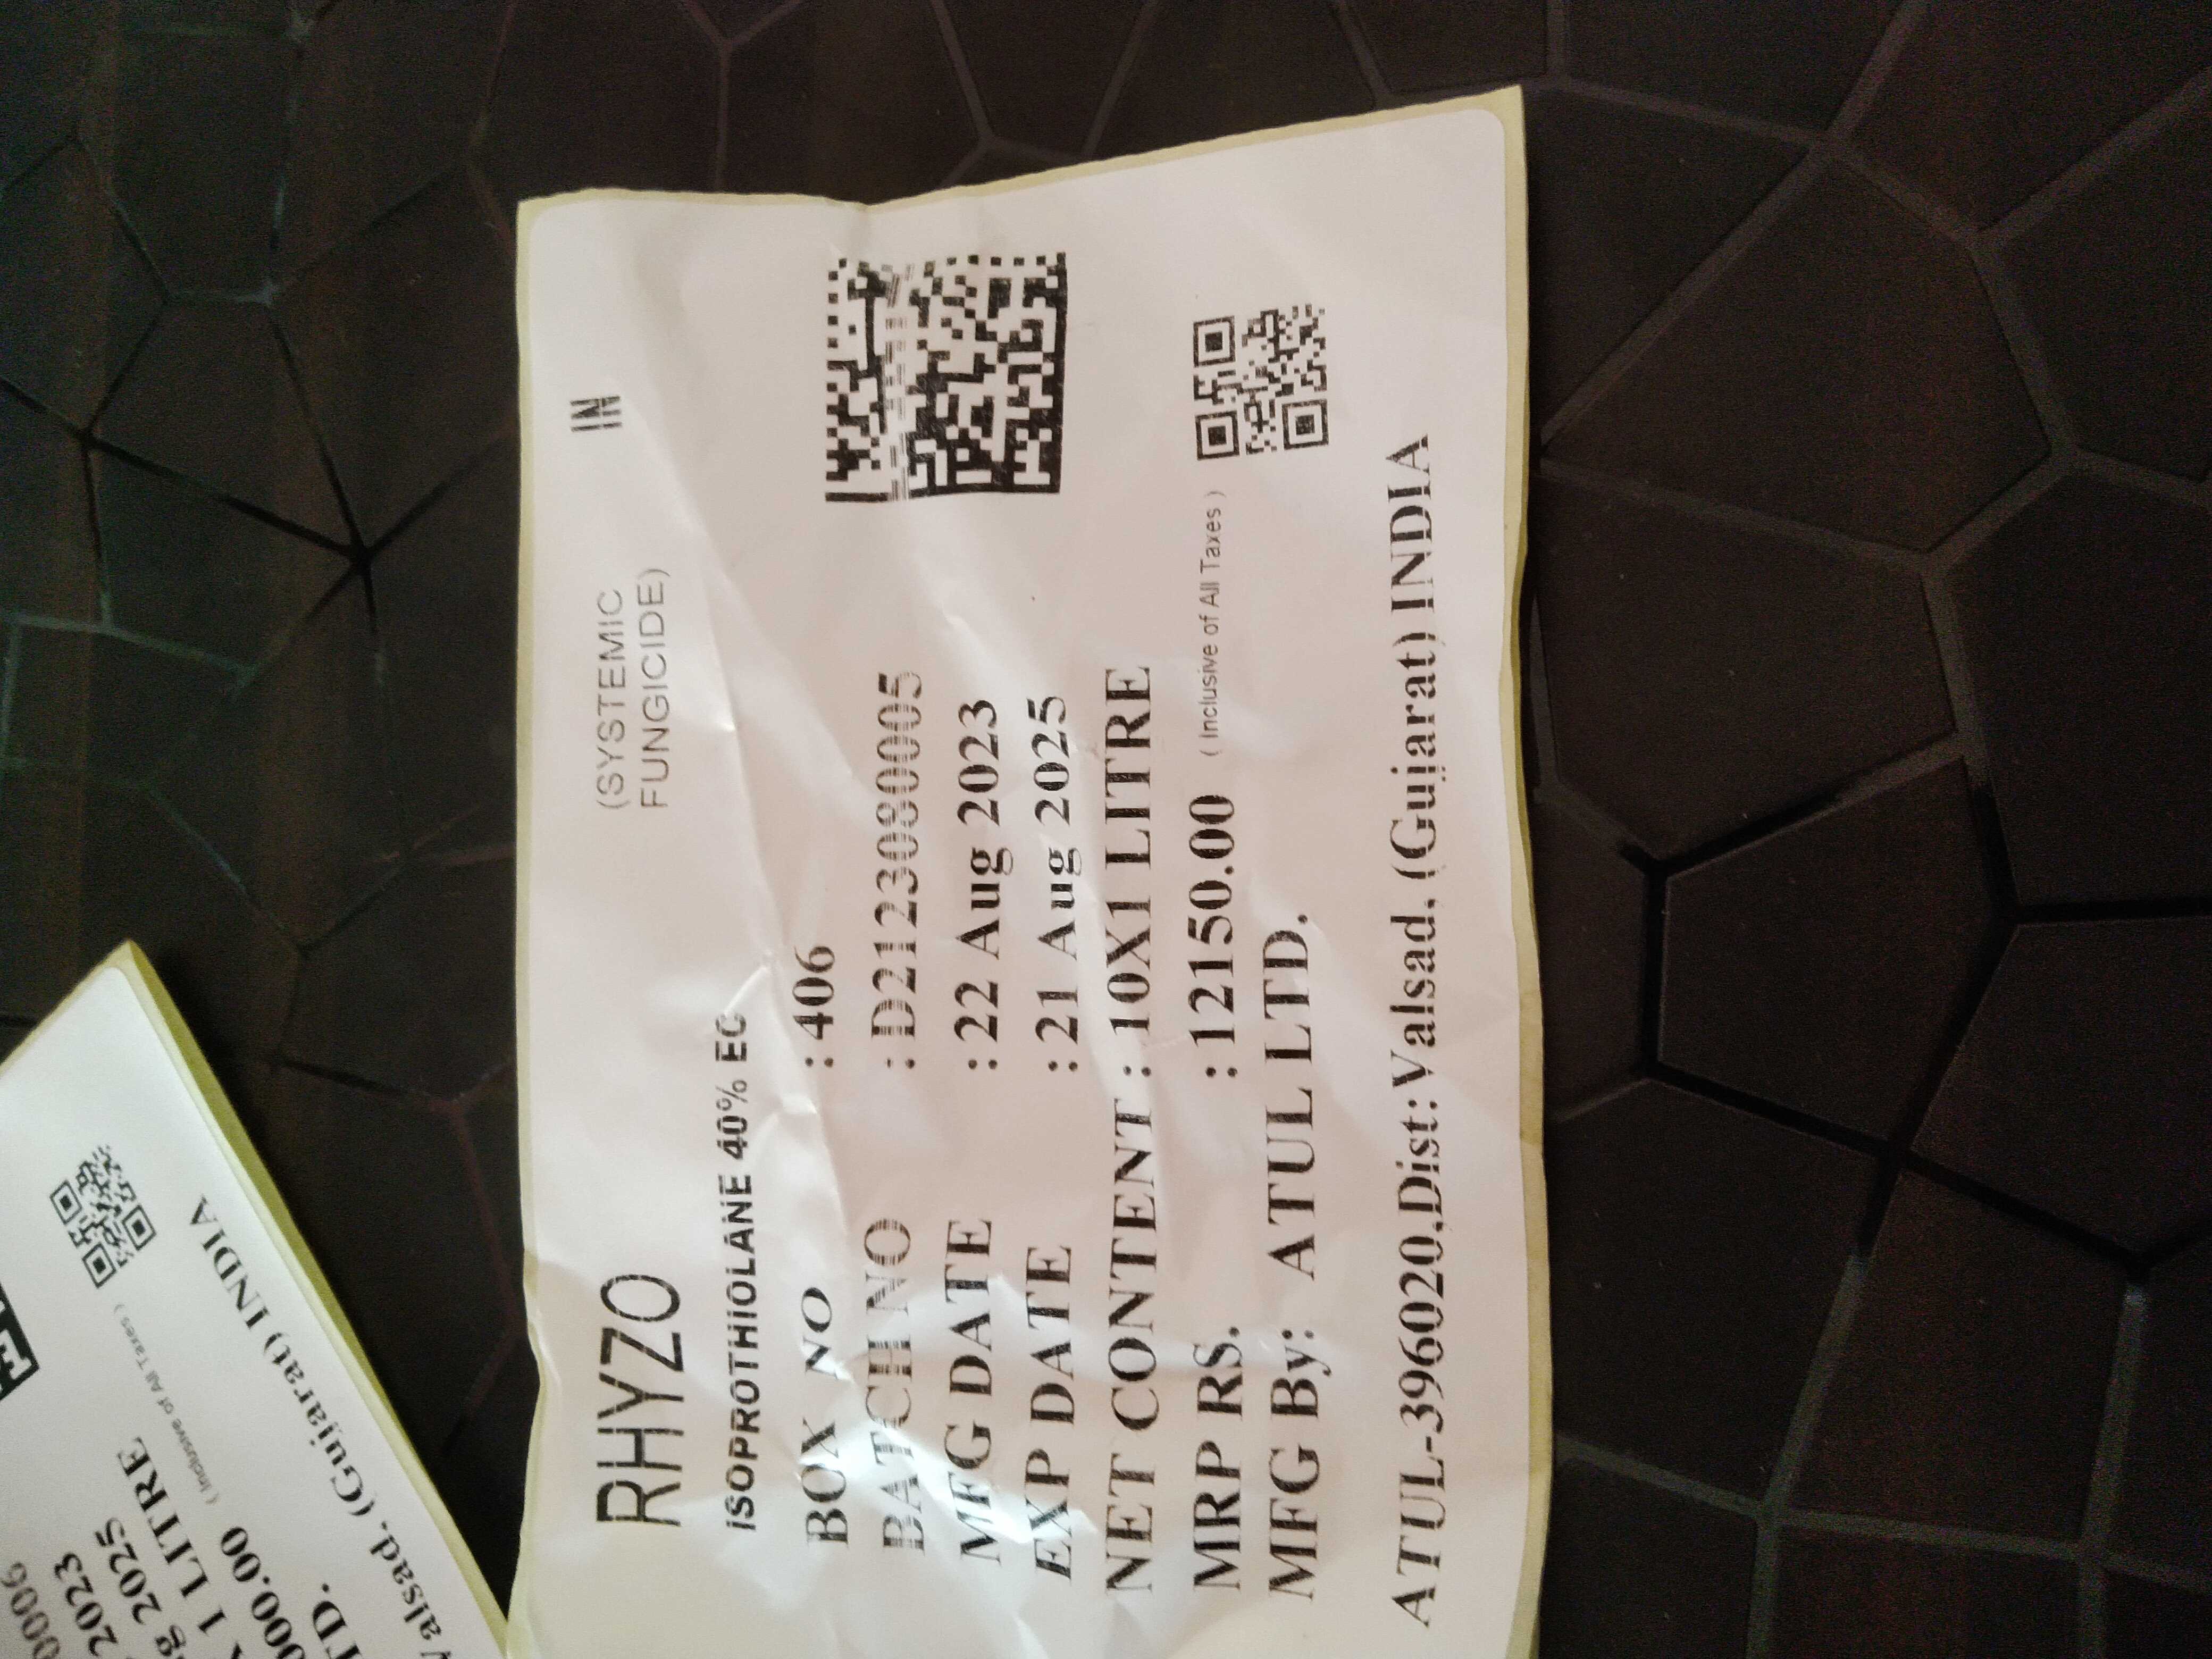 RHYZO
(SYSTEMIC
FUNGICIDE)
IN
ISOPROTHIOLANE 40% EC
BOX NO : 406
BATCH NO : D2123080005
MFG DATE : 22 Aug 2023
EXP DATE : 21 Aug 2025
NET CONTENT : 10X1 LITRE
MRP RS. : 12150.00 ( Inclusive of All Taxes )
MFG By: ATUL LTD.
ATUL-396020,Dist:Valsad, (Gujarat) INDIA
0006
2023
2025
1 LITRE
000.00 ( Inclusive of All Taxes )
TD.
Valsad, (Gujarat) INDIA